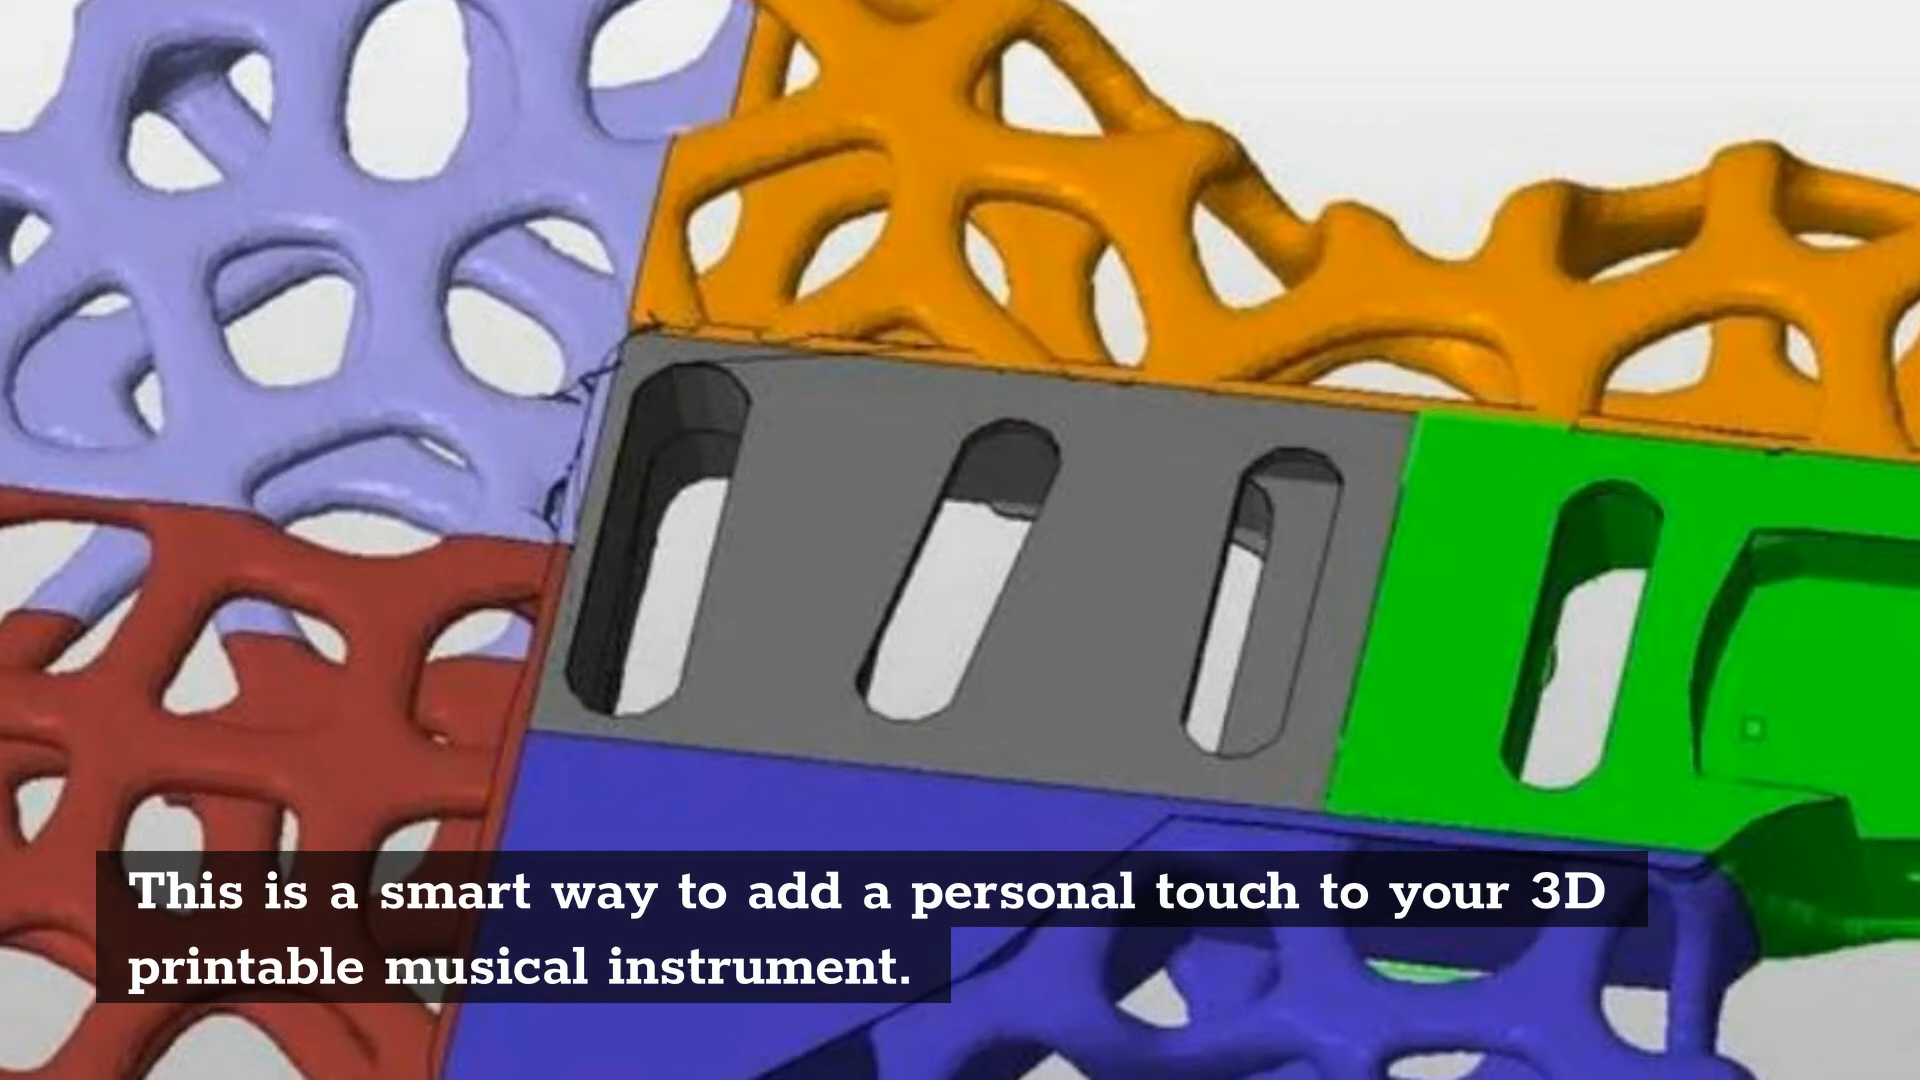 This is a smart way to add a personal touch to your 3D
printable musical instrument.